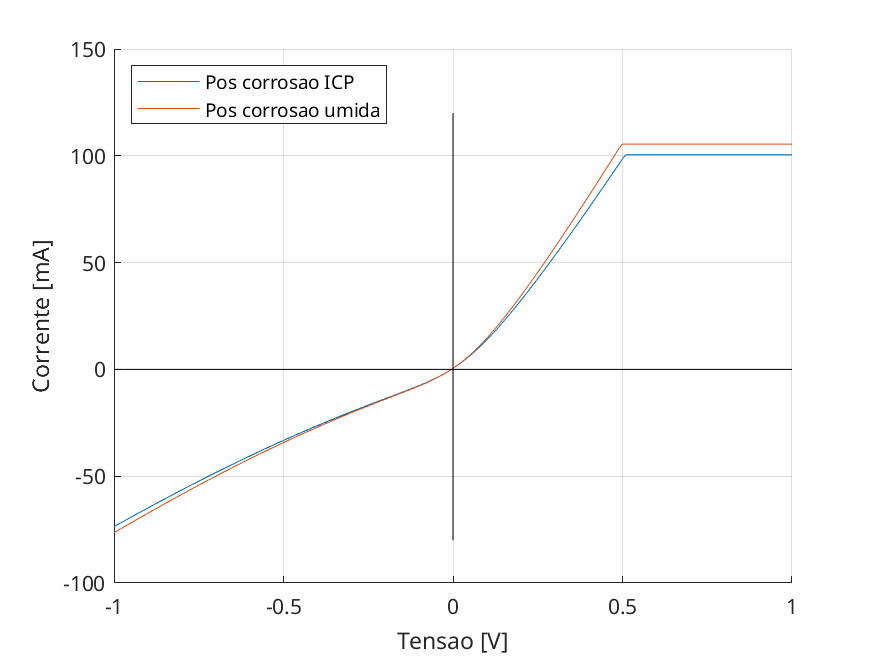 150
Pos corrosao ICP
Pos corrosao umida
100
50
0
-50
-100
Corrente [mA]
-1 -0.5 0 0.5 1
Tensao [V]